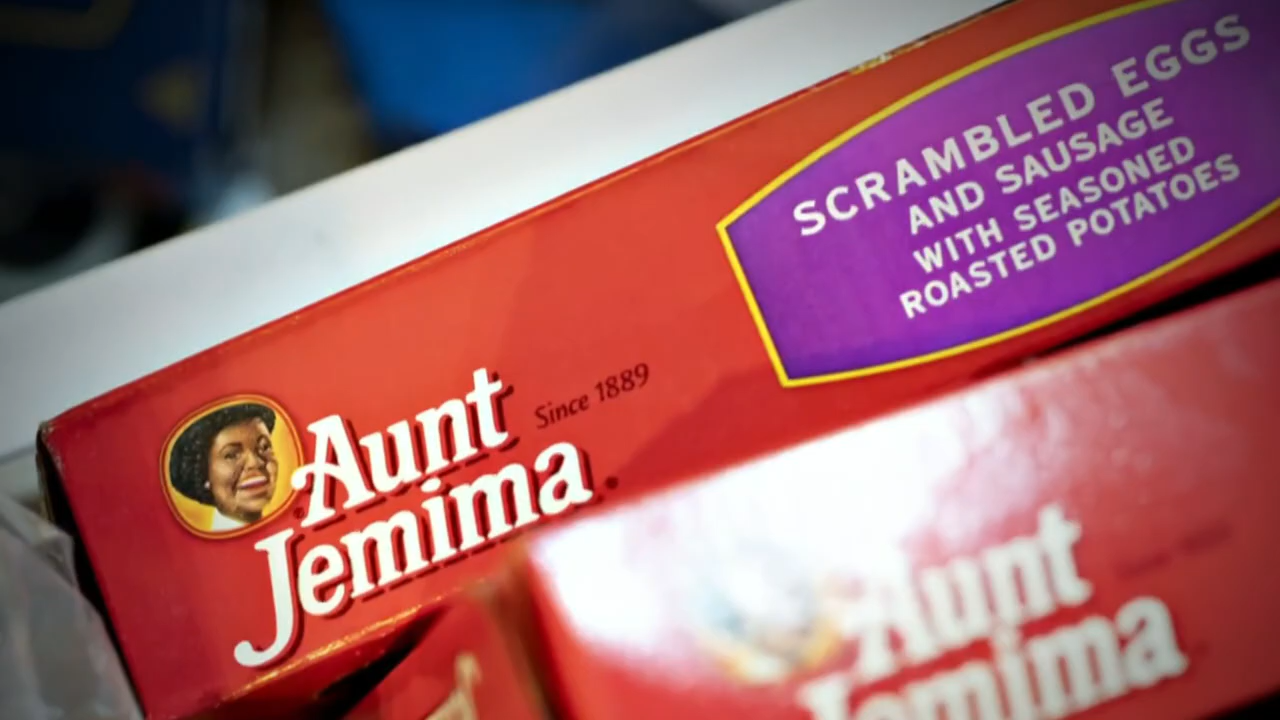 SCRAMBLED EGGS
AND SAUSAGE
WITH SEASONED
ROASTED POTATOES
Aunt
Since 1889
Jemima
Aunt
Jemima